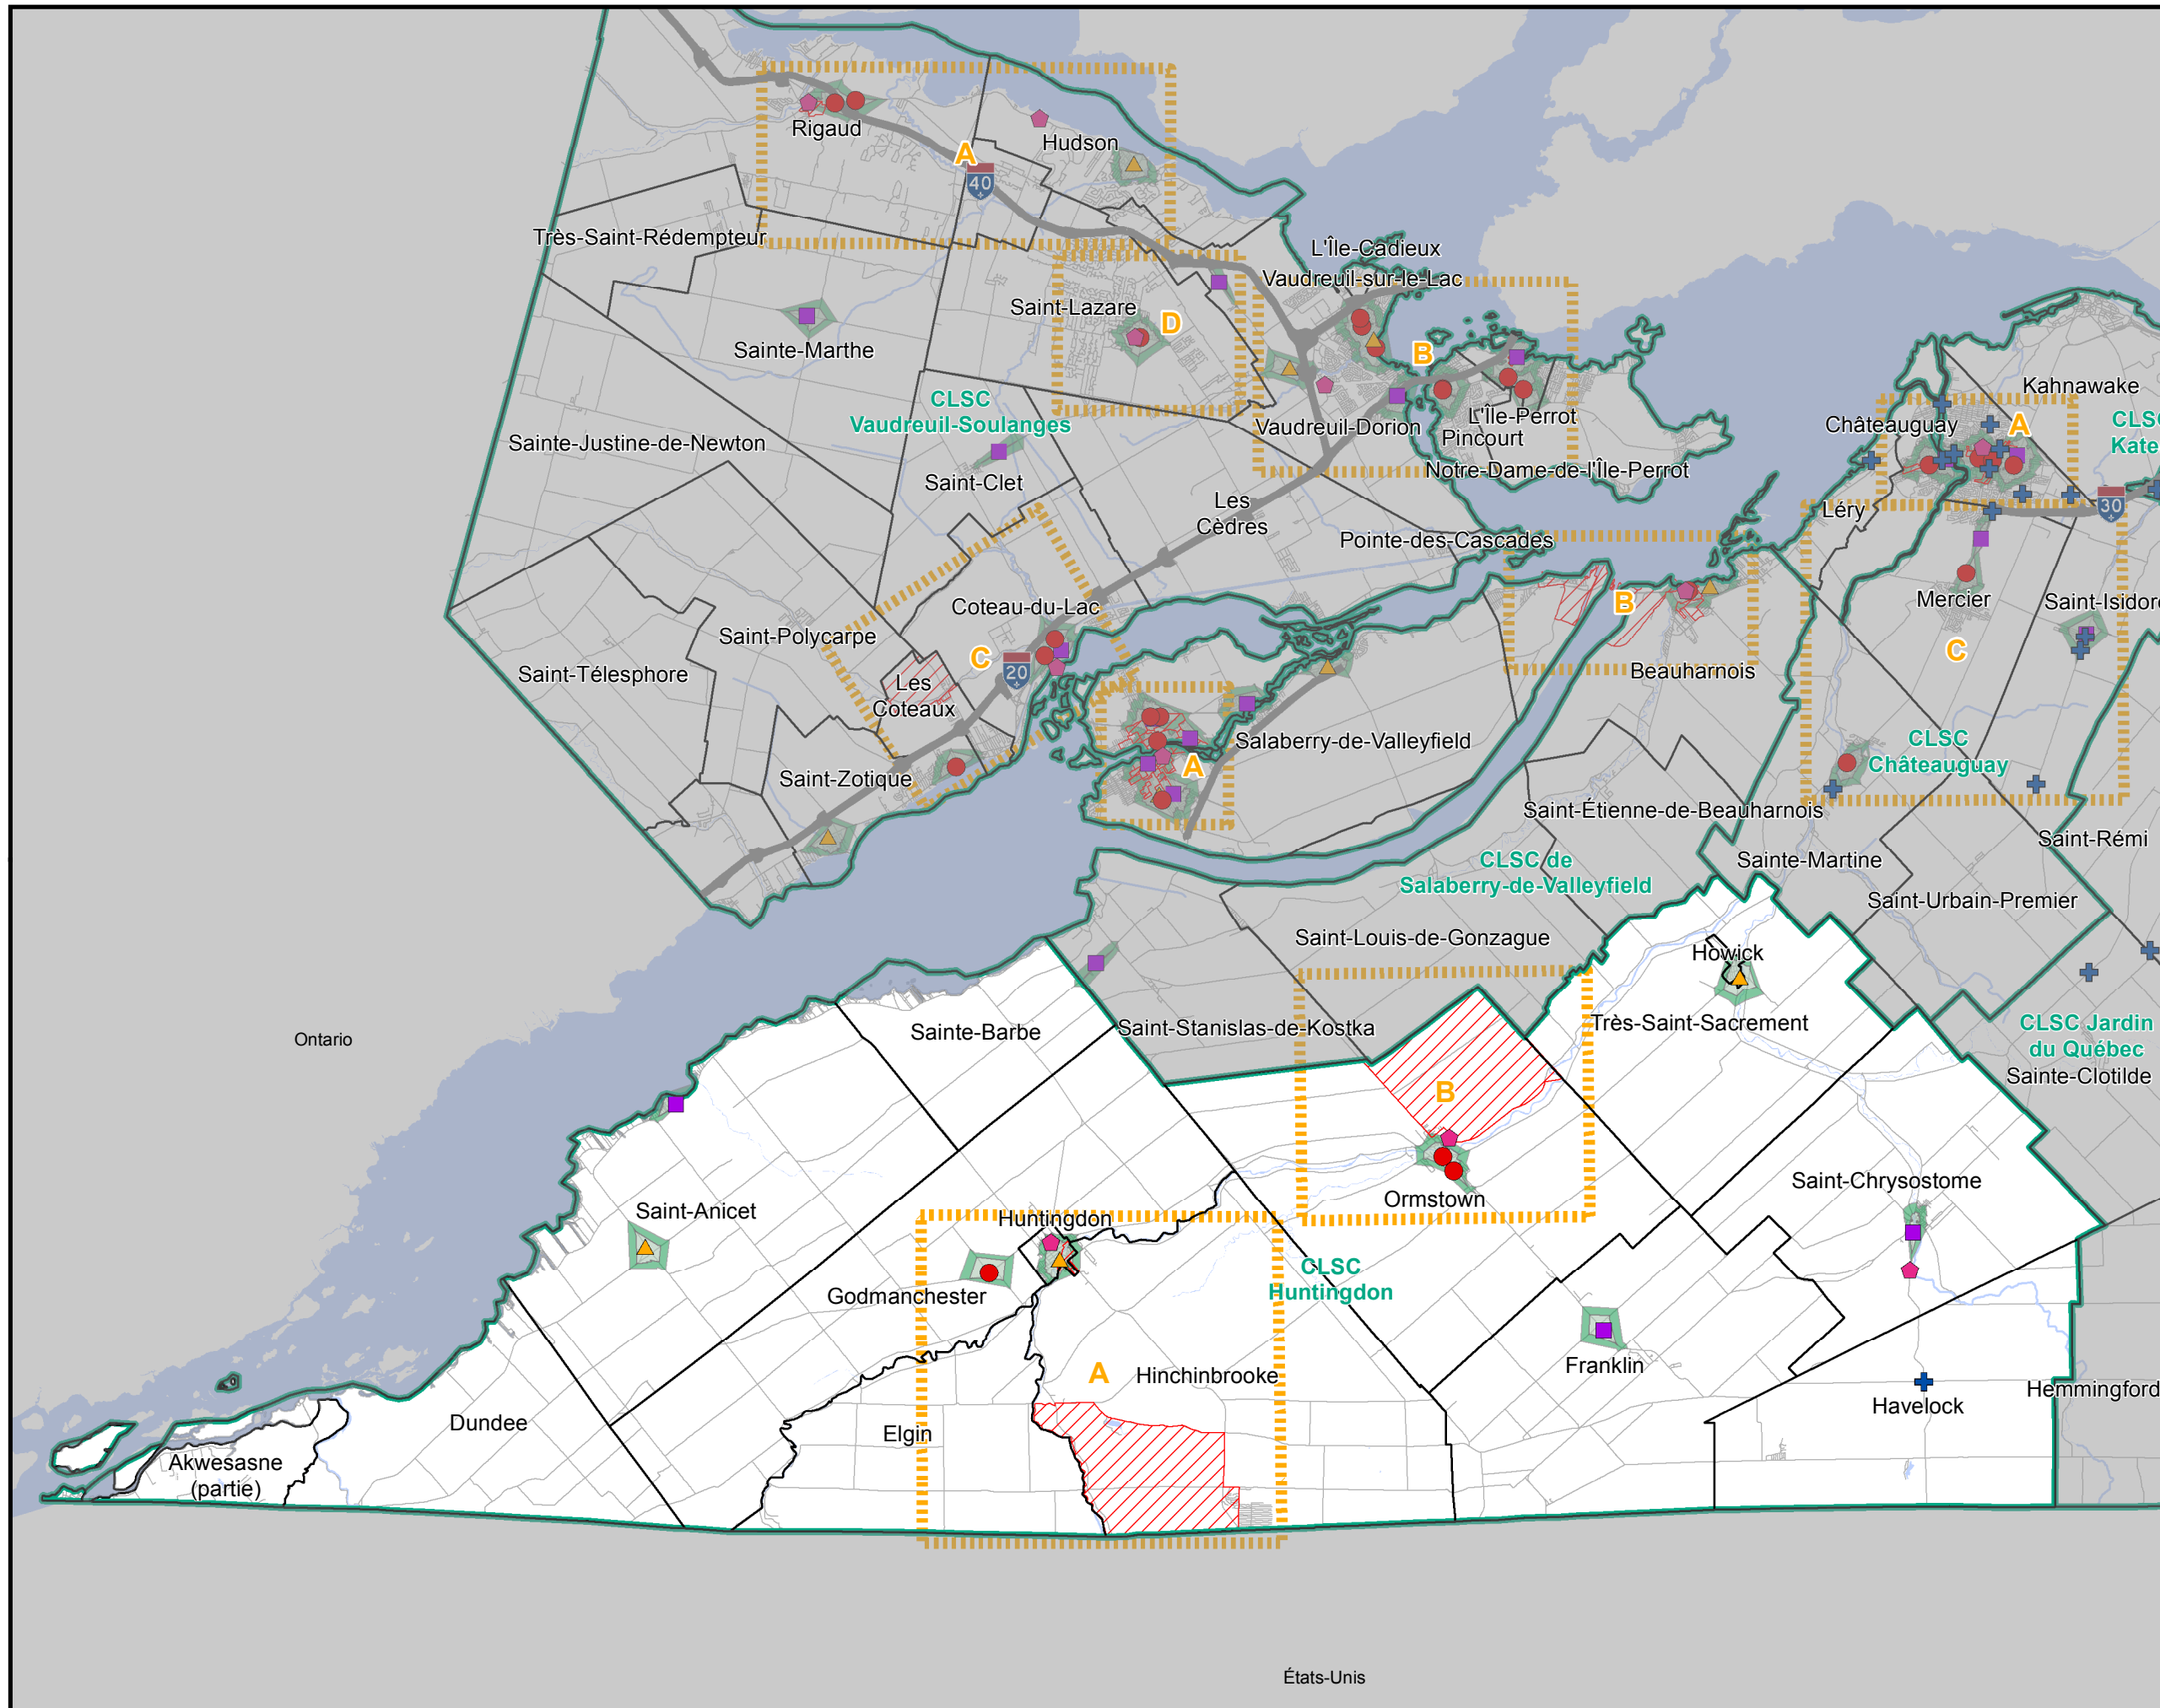 Rigaud
Hudson
A
40
Très-Saint-Rédempteur
L'Île-Cadieux
Vaudreuil-sur-le-Lac
Saint-Lazare
D
Sainte-Marthe
B
Kahnawake
CLSC
Vaudreuil-Soulanges
L'Île-Perrot
Vaudreuil-Dorion
Pincourt
Châteauguay
A
CLSC
Kate
Sainte-Justine-de-Newton
Notre-Dame-de-l'Île-Perrot
Saint-Clet
Les
Cèdres
Léry
30
Pointe-des-Cascades
Coteau-du-Lac
B
Mercier
Saint-Isidore
Saint-Polycarpe
C
20
C
Saint-Télesphore
Les
Coteaux
Beauharnois
Salaberry-de-Valleyfield
A
CLSC
Châteauguay
Saint-Zotique
Saint-Étienne-de-Beauharnois
Saint-Rémi
CLSC de
Salaberry-de-Valleyfield
Sainte-Martine
Saint-Urbain-Premier
Saint-Louis-de-Gonzague
Howick
Ontario
Sainte-Barbe
Saint-Stanislas-de-Kostka
Très-Saint-Sacrement
CLSC Jardin
du Québec
Sainte-Clotilde
B
Saint-Anicet
Huntingdon
Ormstown
Saint-Chrysostome
Godmanchester
CLSC
Huntingdon
A
Hinchinbrooke
Franklin
Dundee
Elgin
Havelock
Hemmingford
Akwesasne
(partie)
États-Unis